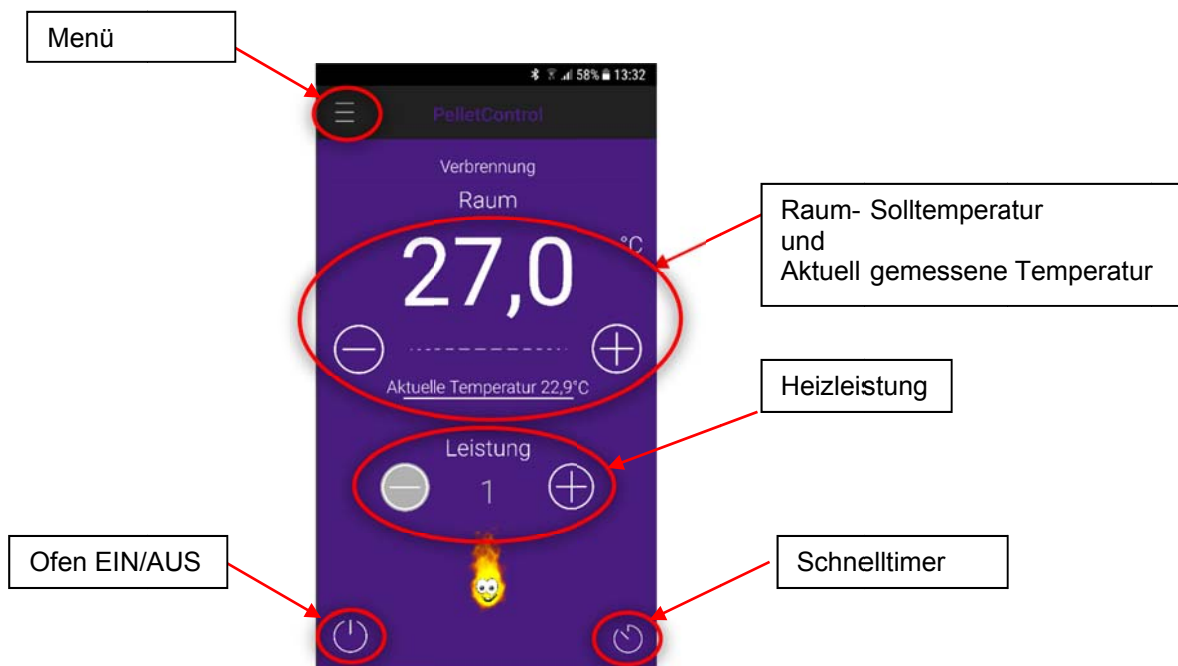 Menü
58% 13:32
PelletControl
Verbrennung
Raum
27,0 °C
Aktuelle Temperatur 22,9°C
Raum- Solltemperatur
und
Aktuell gemessene Temperatur
Leistung
1
Heizleistung
Ofen EIN/AUS
Schnelltimer